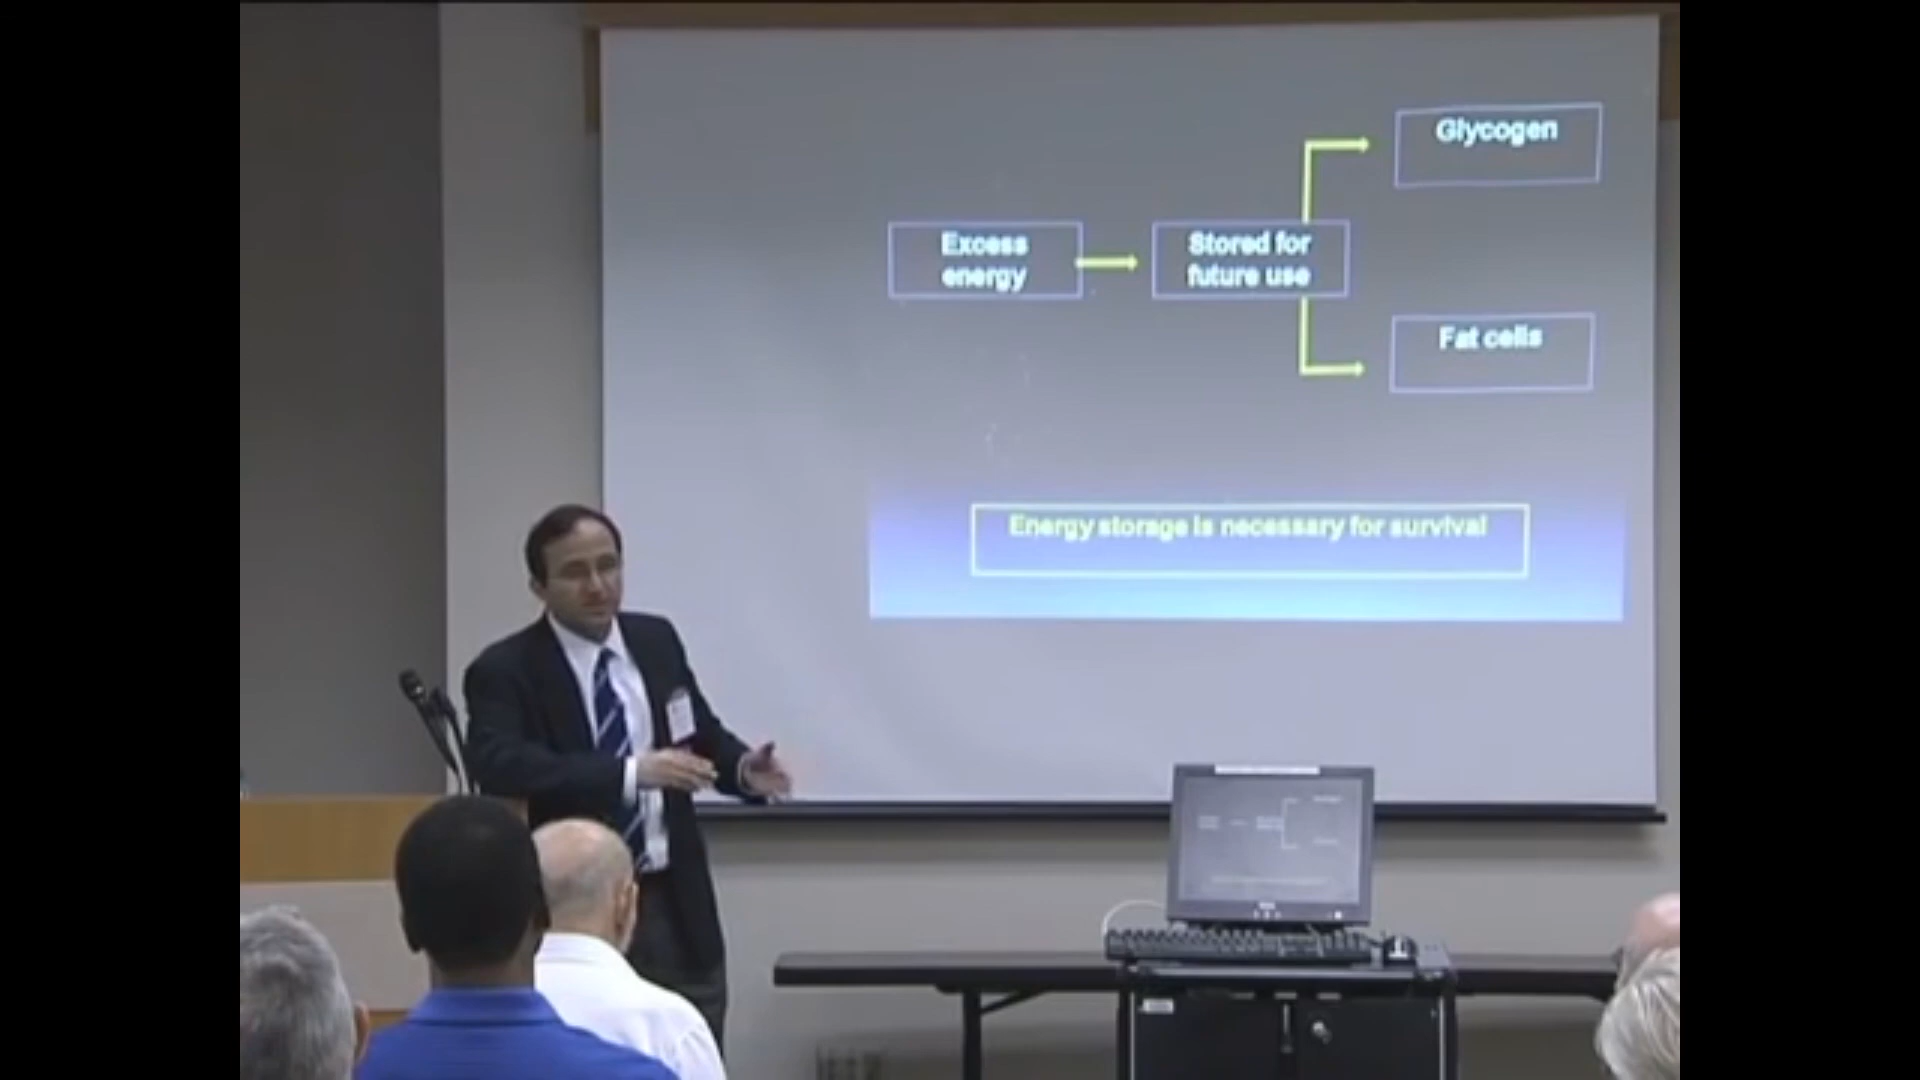 Glycogen
Excess
energy
Stored for
future use
Fat cells
Energy storage is necessary for survival